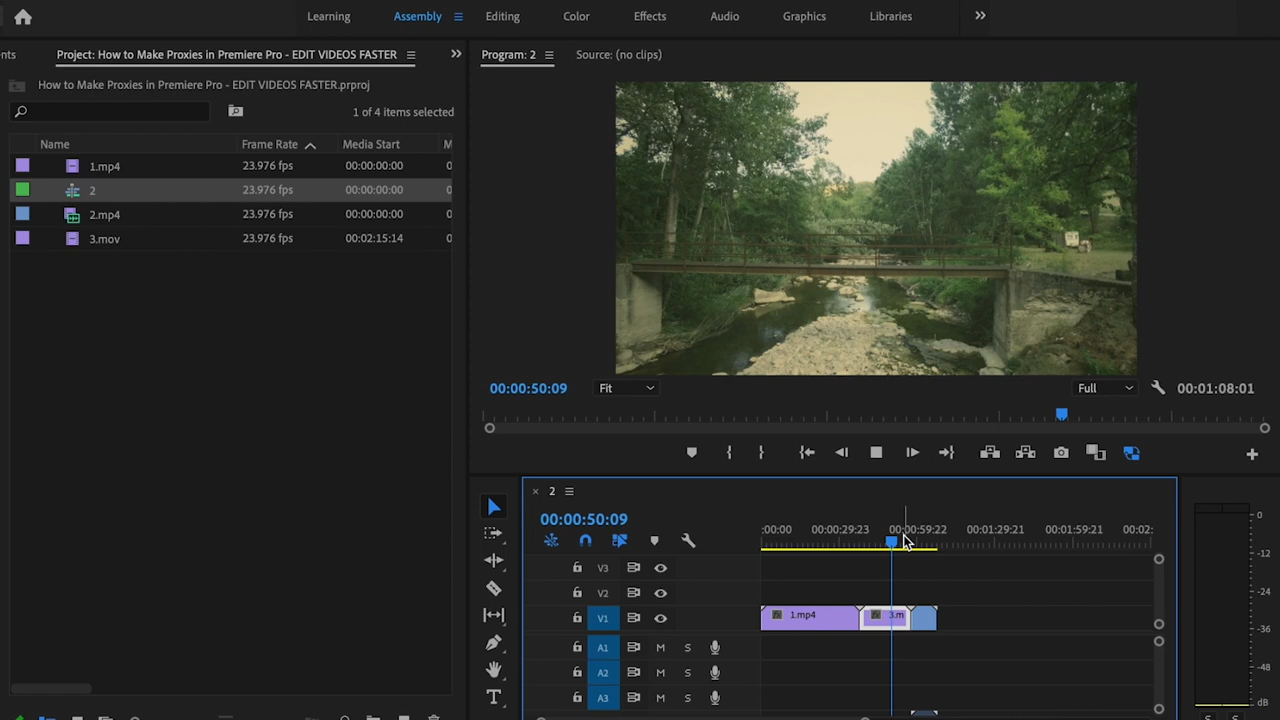 Learning Assembly Editing Color Effects Audio Graphics Libraries
nts Project: How to Make Proxies in Premiere Pro - EDIT VIDEOS FASTER Program: 2 Source: (no clips)
How to Make Proxies in Premiere Pro - EDIT VIDEOS FASTER.prproj
1 of 4 items selected
Name Frame Rate Media Start M
1.mp4 23.976 fps 00:00:00:00 0
2 23.976 fps 00:00:00:00 0
2.mp4 23.976 fps 00:00:00:00 0
3.mov 23.976 fps 00:02:15:14 0
00:00:50:09 Fit Full 00:01:08:01
2
00:00:50:09
:00:00 00:00:29:23 00:00:59:22 00:01:29:21 00:01:59:21 00:02:
V3
V2
V1 1.mp4 3.m
A1 M S
A2 M S
A3 M S
0
-12
-24
-36
-48
dB
S S